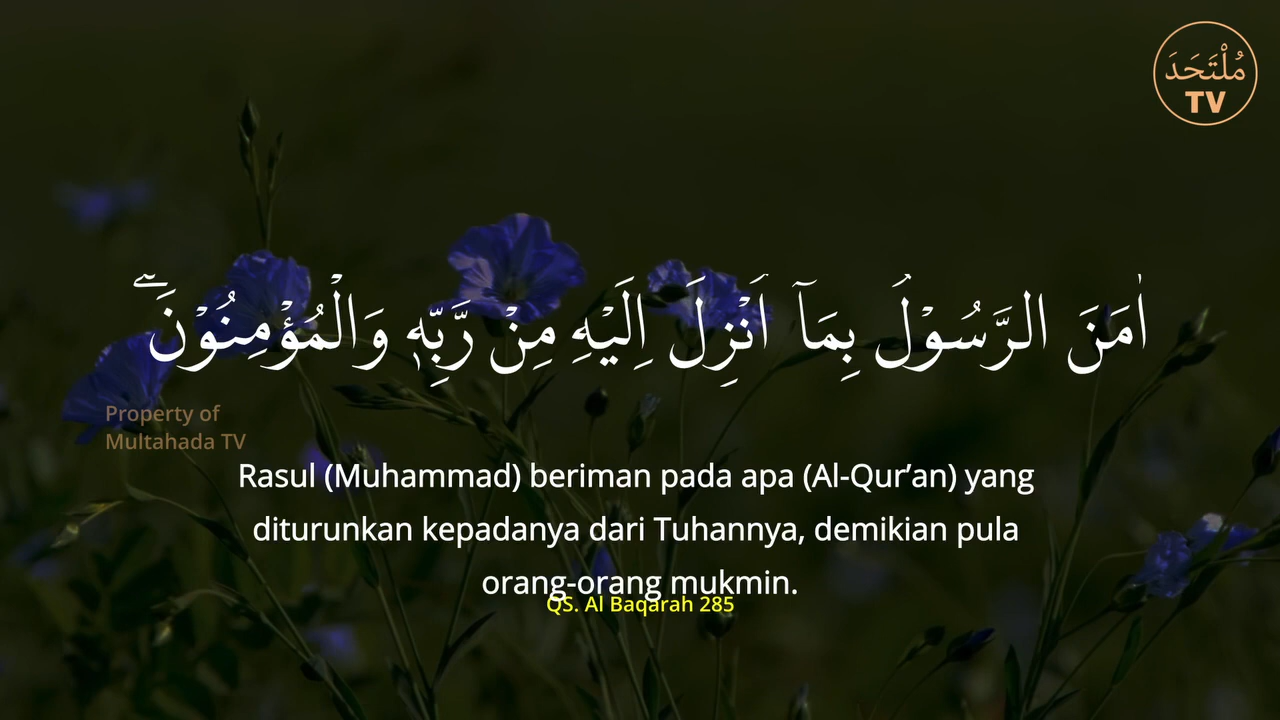 مُلْتَحَدَ
TV
اٰمَنَ الرَّسُوْلُ بِمَآ اُنْزِلَ اِلَيْهِ مِنْ رَّبِّهٖ وَالْمُؤْمِنُوْنَۗ
Property of
Multahada TV
Rasul (Muhammad) beriman pada apa (Al-Qur’an) yang
diturunkan kepadanya dari Tuhannya, demikian pula
orang-orang mukmin.
QS. Al Baqarah 285